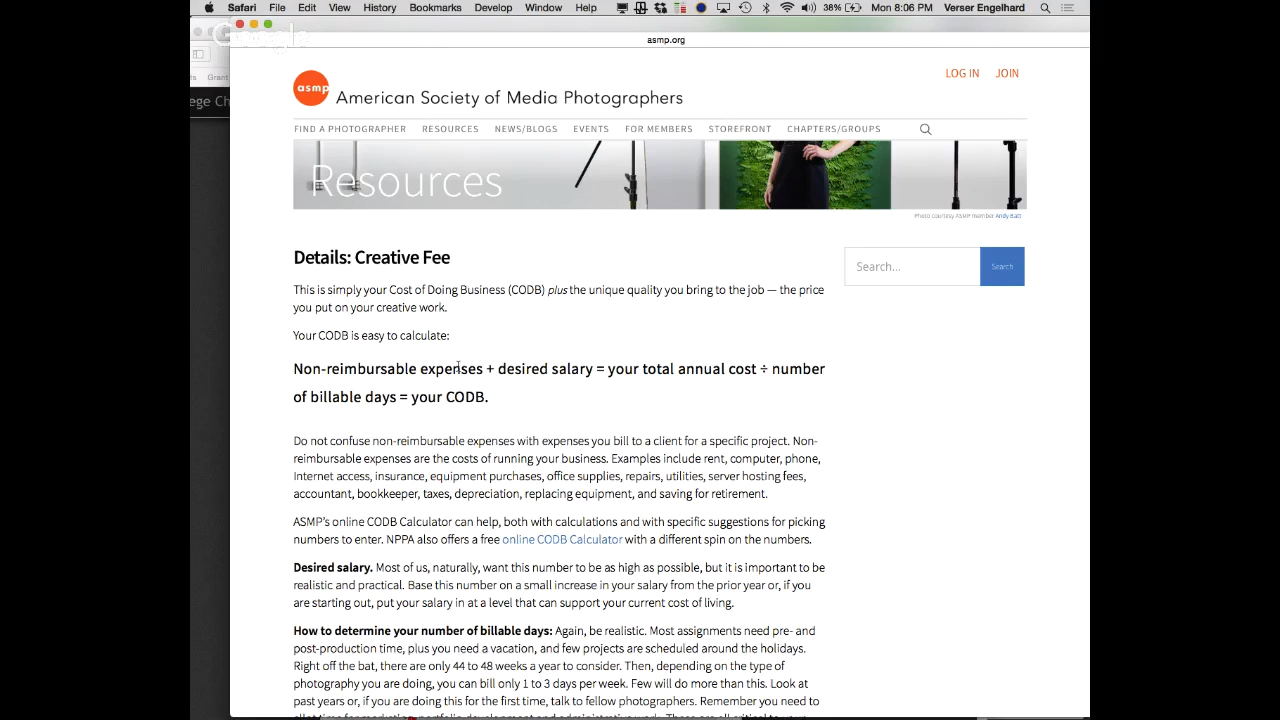 Safari File Edit View History Bookmarks Develop Window Help 38% Mon 8:06 PM Verser Engelhard
Google
asmp.org
ts Grant
ege Ch
LOG IN JOIN
asmp American Society of Media Photographers
FIND A PHOTOGRAPHER RESOURCES NEWS/BLOGS EVENTS FOR MEMBERS STOREFRONT CHAPTERS/GROUPS
Resources
Photo courtesy ASMP member Andy Batt
Details: Creative Fee
Search... Search
This is simply your Cost of Doing Business (CODB) plus the unique quality you bring to the job — the price
you put on your creative work.
Your CODB is easy to calculate:
Non-reimbursable expenses + desired salary = your total annual cost ÷ number
of billable days = your CODB.
Do not confuse non-reimbursable expenses with expenses you bill to a client for a specific project. Non-
reimbursable expenses are the costs of running your business. Examples include rent, computer, phone,
Internet access, insurance, equipment purchases, office supplies, repairs, utilities, server hosting fees,
accountant, bookkeeper, taxes, depreciation, replacing equipment, and saving for retirement.
ASMP's online CODB Calculator can help, both with calculations and with specific suggestions for picking
numbers to enter. NPPA also offers a free online CODB Calculator with a different spin on the numbers.
Desired salary. Most of us, naturally, want this number to be as high as possible, but it is important to be
realistic and practical. Base this number on a small increase in your salary from the prior year or, if you
are starting out, put your salary in at a level that can support your current cost of living.
How to determine your number of billable days: Again, be realistic. Most assignments need pre- and
post-production time, plus you need a vacation, and few projects are scheduled around the holidays.
Right off the bat, there are only 44 to 48 weeks a year to consider. Then, depending on the type of
photography you are doing, you can bill only 1 to 3 days per week. Few will do more than this. Look at
past years or, if you are doing this for the first time, talk to fellow photographers. Remember you need to